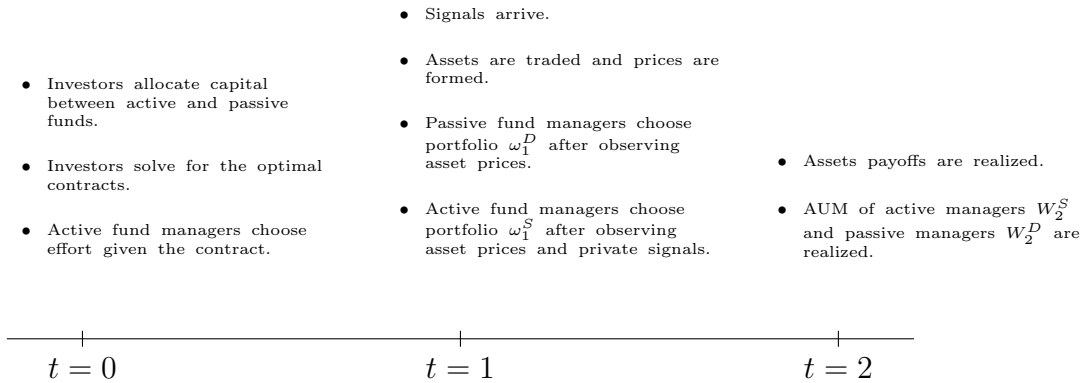 • Investors allocate capital
between active and passive
funds.
• Investors solve for the optimal
contracts.
• Active fund managers choose
effort given the contract.
• Signals arrive.
• Assets are traded and prices are
formed.
• Passive fund managers choose
portfolio ω₁ᴰ after observing
asset prices.
• Active fund managers choose
portfolio ω₁ˢ after observing
asset prices and private signals.
• Assets payoffs are realized.
• AUM of active managers W₂ˢ
and passive managers W₂ᴰ are
realized.
t = 0
t = 1
t = 2